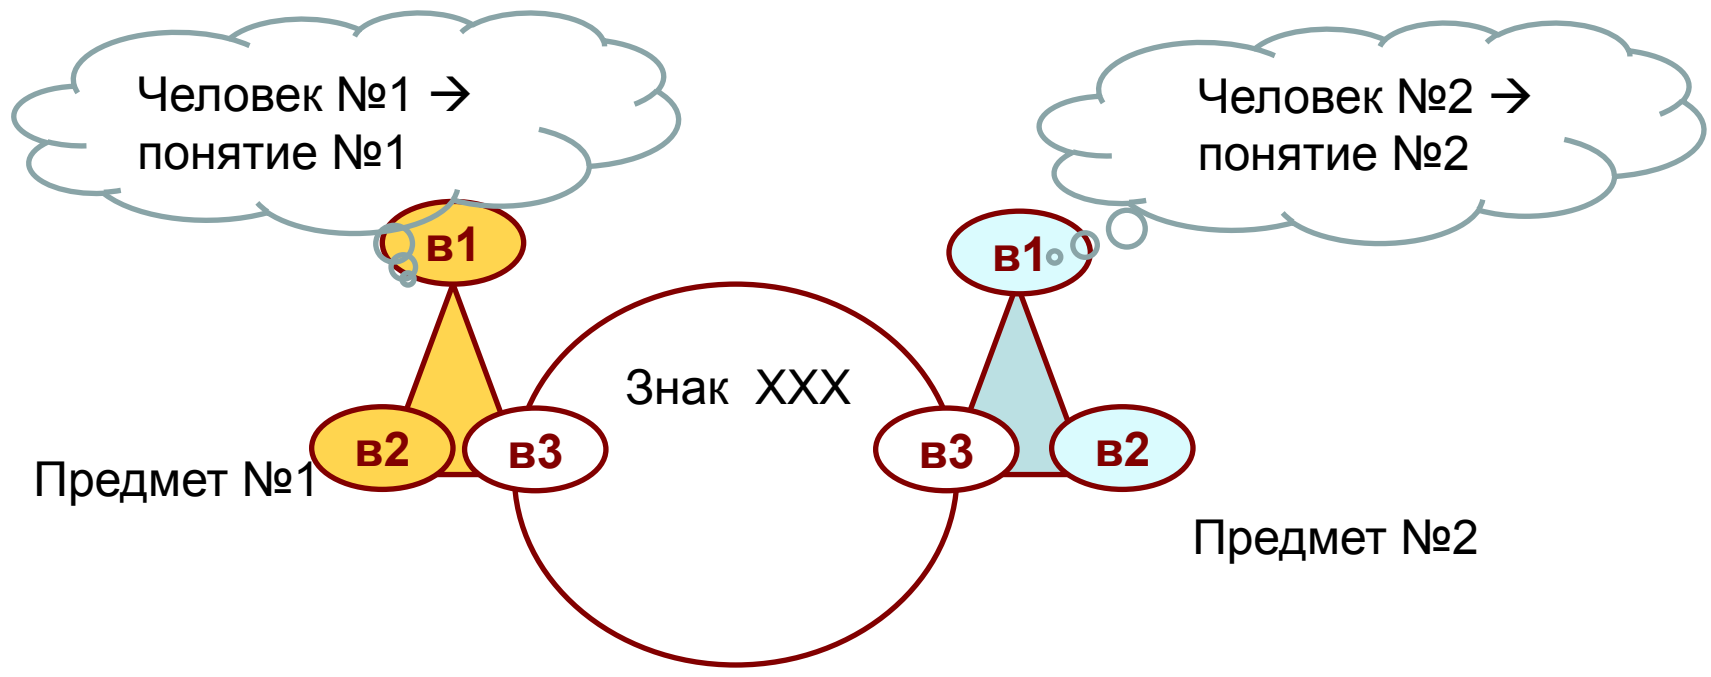 Человек №1 →
понятие №1
Человек №2 →
понятие №2
в1
в1
Знак ХХХ
в2
в3
в3
в2
Предмет №1
Предмет №2